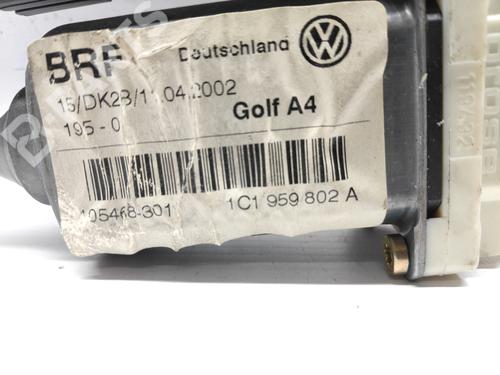 BRF Deutschland
15/DK2B/11.04.2002
195-0 Golf A4
105468-301 1C1 959 802 A